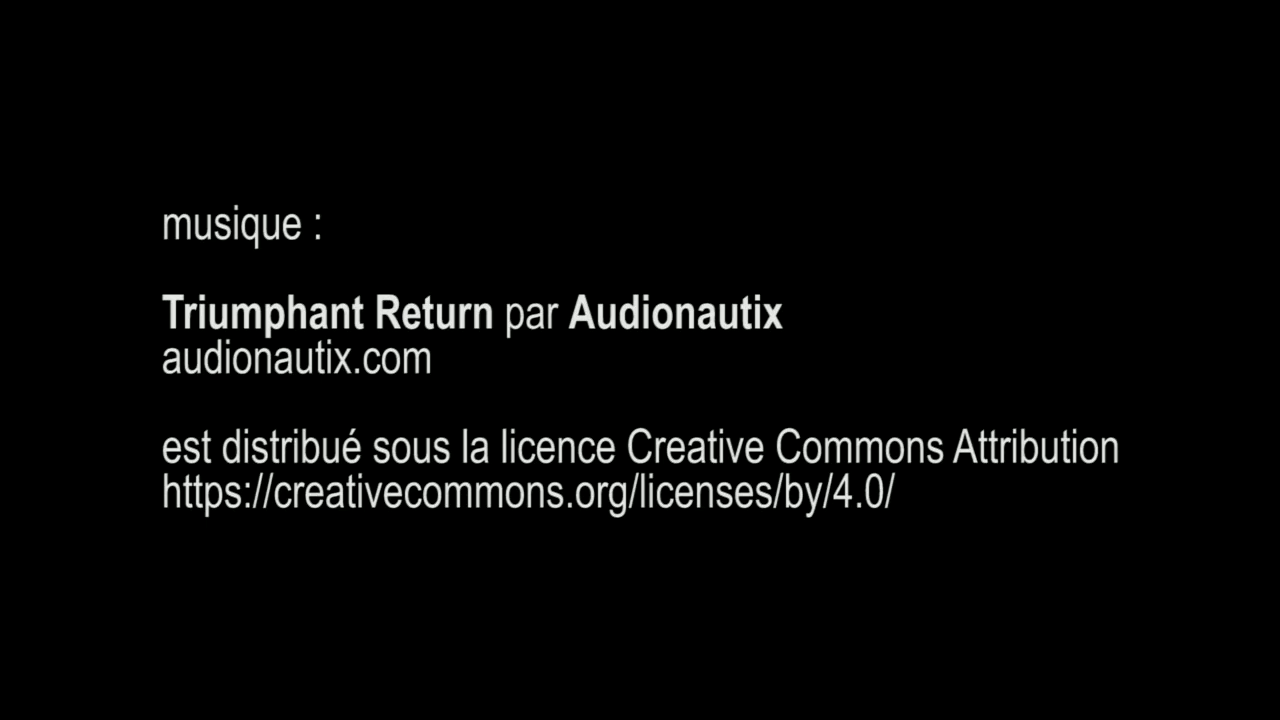 musique :
Triumphant Return par Audionautix
audionautix.com
est distribué sous la licence Creative Commons Attribution
https://creativecommons.org/licenses/by/4.0/